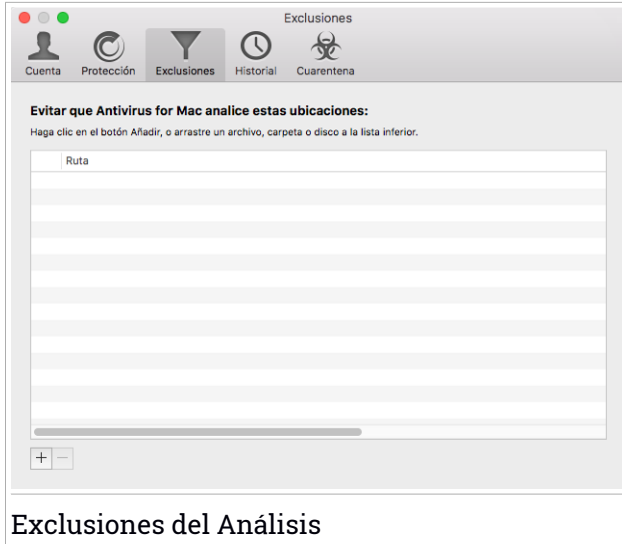 Exclusiones
Cuenta Protección Exclusiones Historial Cuarentena
Evitar que Antivirus for Mac analice estas ubicaciones:
Haga clic en el botón Añadir, o arrastre un archivo, carpeta o disco a la lista inferior.
Ruta
+ −
Exclusiones del Análisis